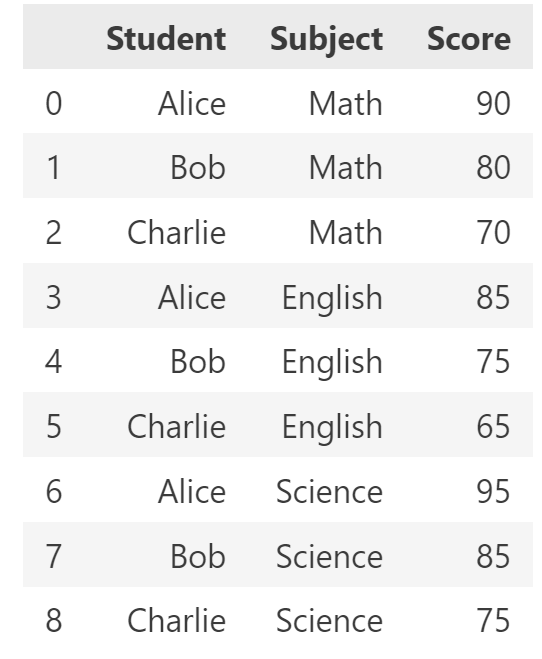 Student Subject Score
0 Alice Math 90
1 Bob Math 80
2 Charlie Math 70
3 Alice English 85
4 Bob English 75
5 Charlie English 65
6 Alice Science 95
7 Bob Science 85
8 Charlie Science 75